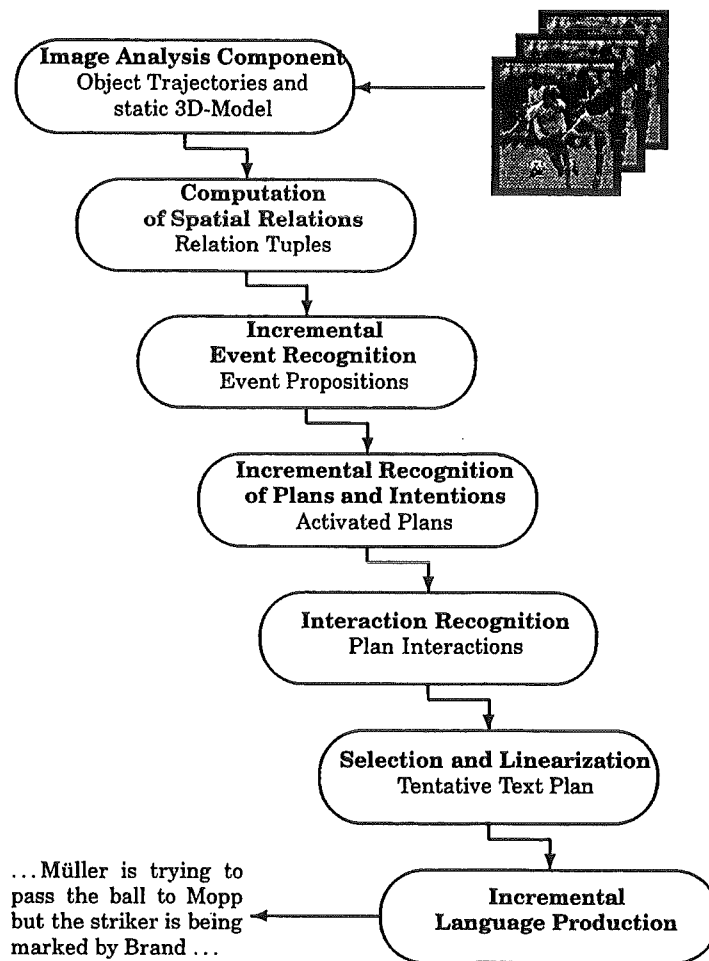 Image Analysis Component
Object Trajectories and
static 3D-Model
Computation
of Spatial Relations
Relation Tuples
Incremental
Event Recognition
Event Propositions
Incremental Recognition
of Plans and Intentions
Activated Plans
Interaction Recognition
Plan Interactions
Selection and Linearization
Tentative Text Plan
Incremental
Language Production
...Müller is trying to
pass the ball to Mopp
but the striker is being
marked by Brand ...